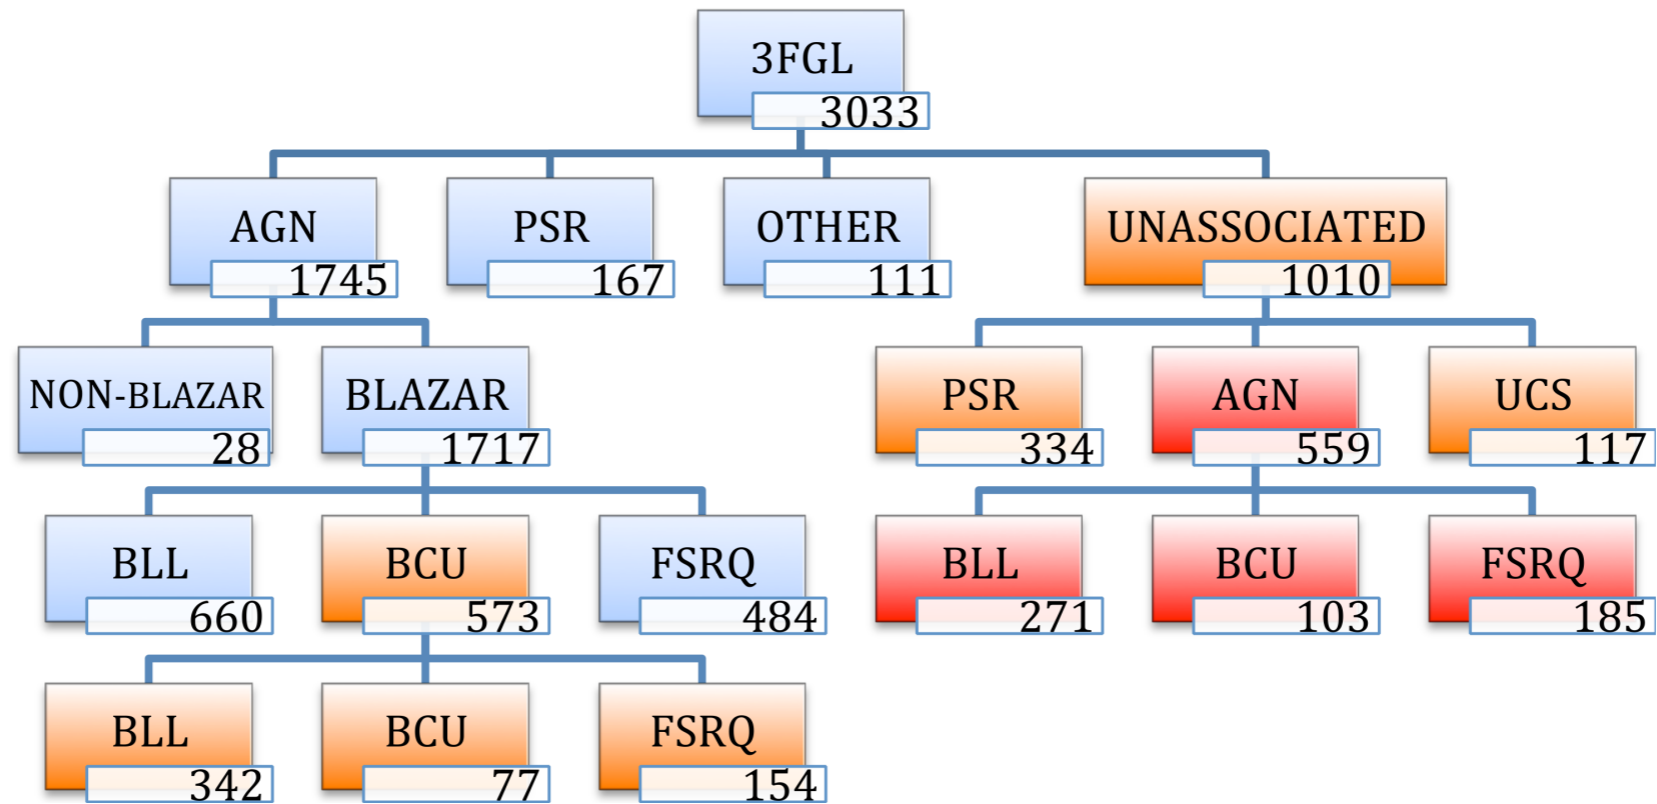 3FGL
3033
AGN
1745
PSR
167
OTHER
111
UNASSOCIATED
1010
NON-BLAZAR
28
BLAZAR
1717
PSR
334
AGN
559
UCS
117
BLL
660
BCU
573
FSRQ
484
BLL
271
BCU
103
FSRQ
185
BLL
342
BCU
77
FSRQ
154